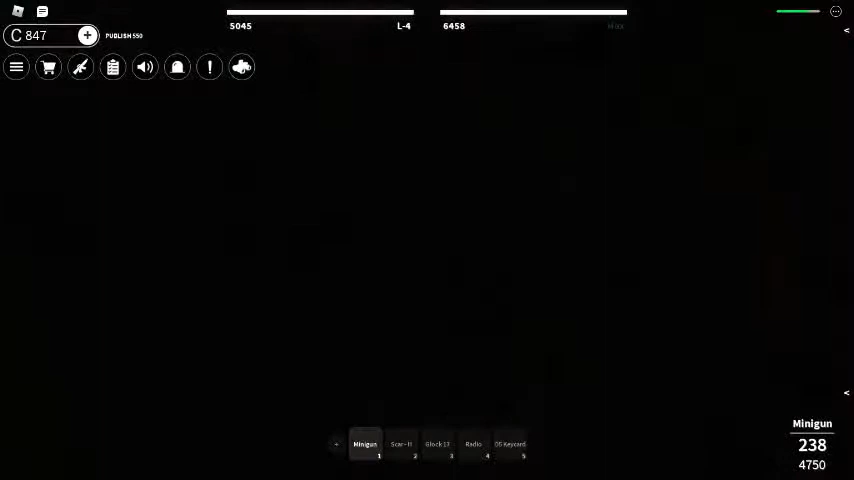 C 847
PUBLISH 550
5045
L-4
6458
Minigun
1
Scar-H
2
Glock 17
3
Radio
4
05 Keycard
5
Minigun
238
4750